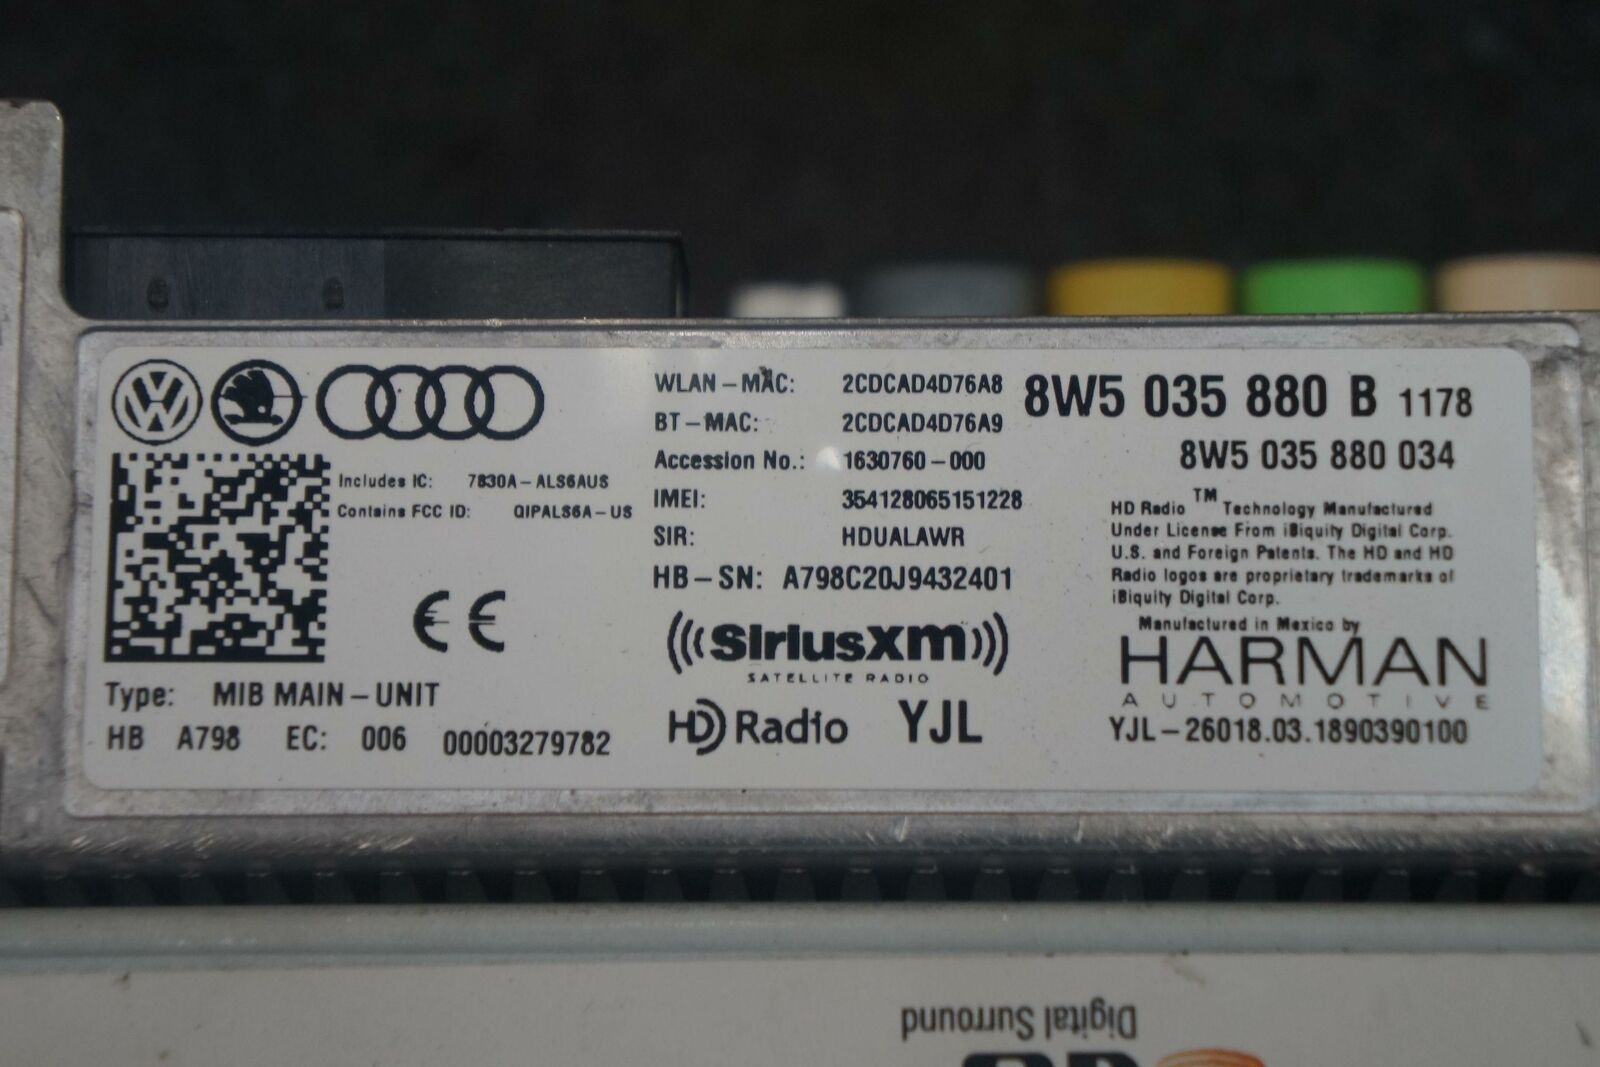 WLAN-MAC: 2CDCAD4D76A8
BT-MAC: 2CDCAD4D76A9
Accession No.: 1630760-000
IMEI: 354128065151228
SIR: HDUALAWR
HB-SN: A798C20J9432401
8W5 035 880 B 1178
8W5 035 880 034
Includes IC: 7830A-ALS6AUS
Contains FCC ID: QIPALS6A-US
HD Radio TM Technology Manufactured
Under License From iBiquity Digital Corp.
U.S. and Foreign Patents. The HD and HD
Radio logos are proprietary trademarks of
iBiquity Digital Corp.
Manufactured in Mexico by
HARMAN
AUTOMOTIVE
YJL-26018.03.1890390100
CE
((SiriusXM))
SATELLITE RADIO
HD Radio YJL
Type: MIB MAIN-UNIT
HB A798 EC: 006 00003279782
Digital Surround